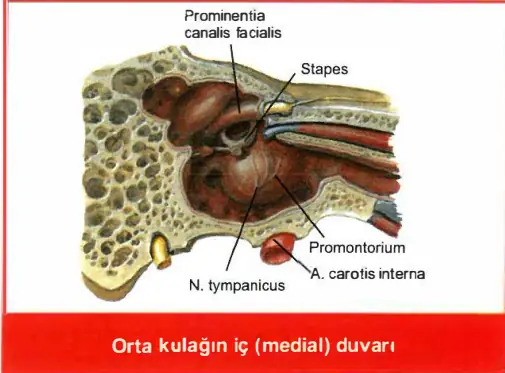 Prominentia
canalis facialis
Stapes
Promontorium
A. carotis interna
N. tympanicus
Orta kulağın iç (medial) duvarı